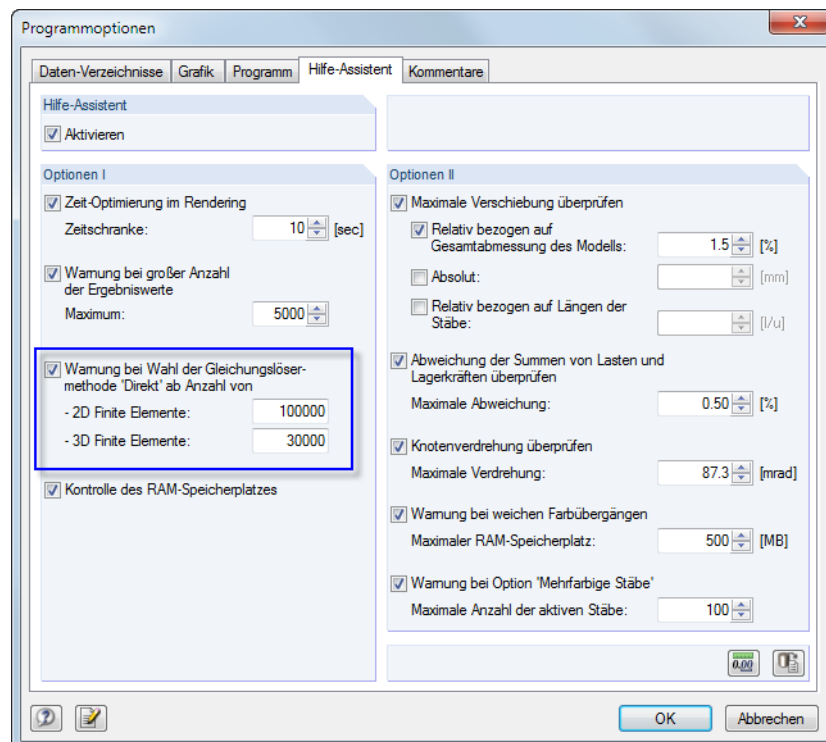 Programmoptionen
Daten-Verzeichnisse Grafik Programm Hilfe-Assistent Kommentare
Hilfe-Assistent
Aktivieren
Optionen I
Zeit-Optimierung im Rendering
Zeitschranke: 10 [sec]
Warnung bei großer Anzahl
der Ergebniswerte
Maximum: 5000
Warnung bei Wahl der Gleichungslöser-
methode 'Direkt' ab Anzahl von
- 2D Finite Elemente: 100000
- 3D Finite Elemente: 30000
Kontrolle des RAM-Speicherplatzes
Optionen II
Maximale Verschiebung überprüfen
Relativ bezogen auf
Gesamtabmessung des Modells: 1.5 [%]
Absolut: [mm]
Relativ bezogen auf Längen der
Stäbe: [l/u]
Abweichung der Summen von Lasten und
Lagerkräften überprüfen
Maximale Abweichung: 0.50 [%]
Knotenverdrehung überprüfen
Maximale Verdrehung: 87.3 [mrad]
Warnung bei weichen Farbübergängen
Maximaler RAM-Speicherplatz: 500 [MB]
Warnung bei Option 'Mehrfarbige Stäbe'
Maximale Anzahl der aktiven Stäbe: 100
0.00
OK Abbrechen